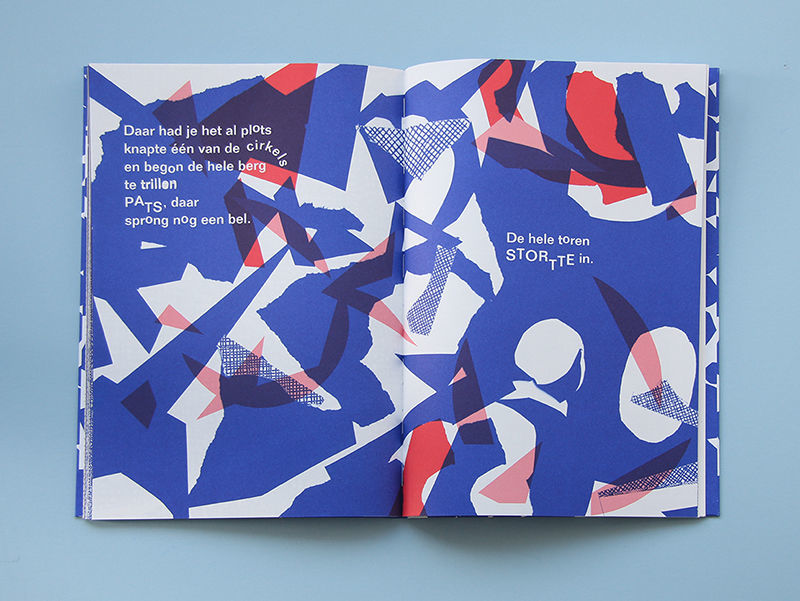 Daar had je het al plots
knapte één van de cirkels
en begon de hele berg
te trillen
PATS, daar
sprong nog een bel.
De hele toren
STORTTE in.